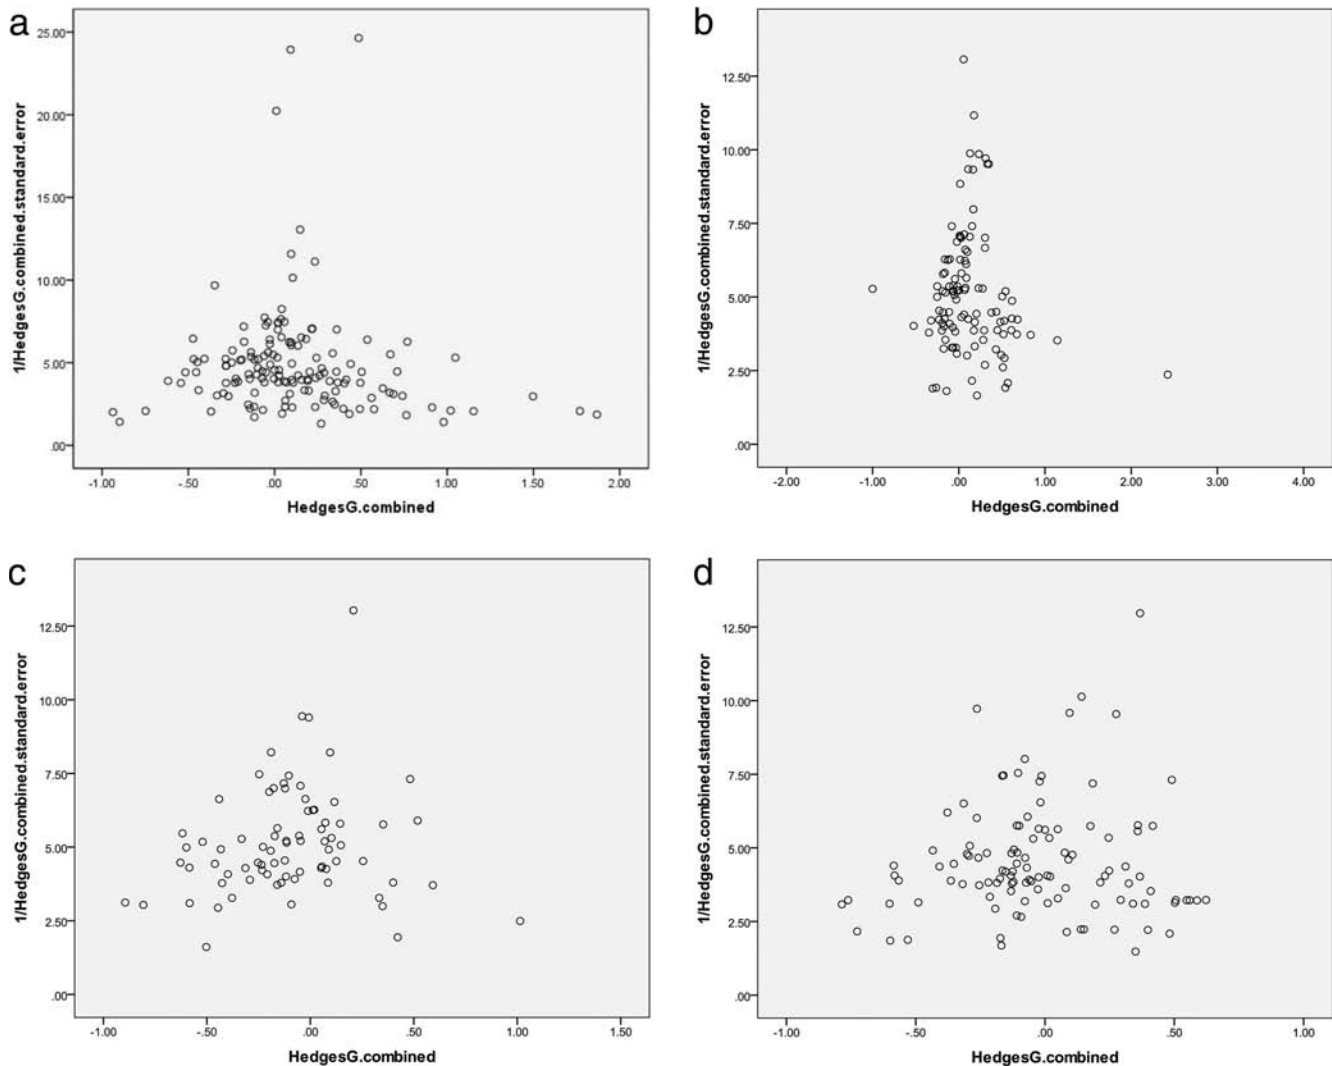 a
25.00
20.00
15.00
10.00
5.00
.00
1/HedgesG.combined.standard.error
-1.00 -.50 .00 .50 1.00 1.50 2.00
HedgesG.combined
b
12.50
10.00
7.50
5.00
2.50
.00
1/HedgesG.combined.standard.error
-2.00 -1.00 .00 1.00 2.00 3.00 4.00
HedgesG.combined
c
12.50
10.00
7.50
5.00
2.50
.00
1/HedgesG.combined.standard.error
-1.00 -.50 .00 .50 1.00 1.50
HedgesG.combined
d
12.50
10.00
7.50
5.00
2.50
.00
1/HedgesG.combined.standard.error
-1.00 -.50 .00 .50 1.00
HedgesG.combined